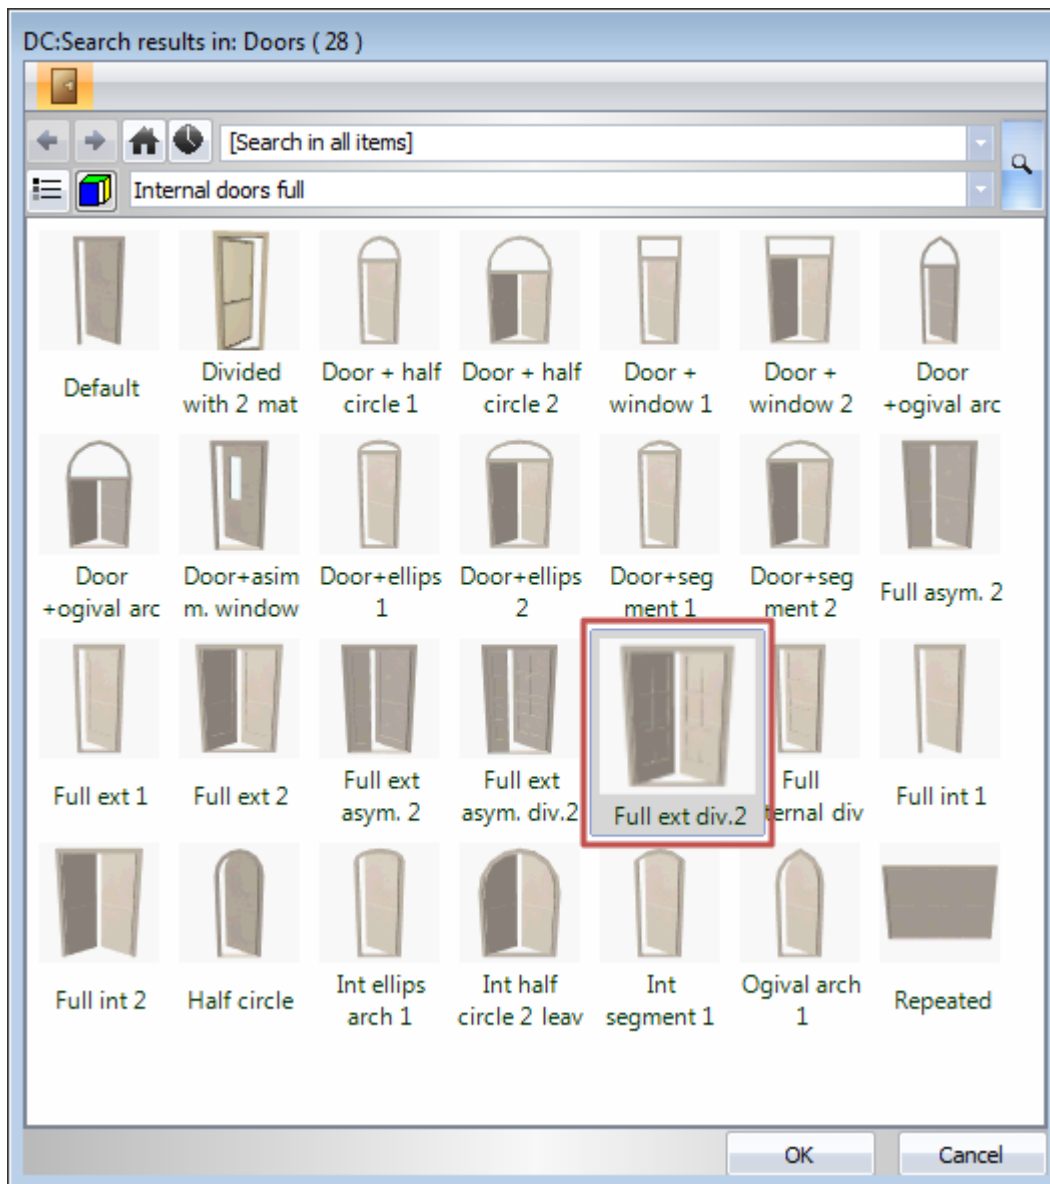 DC:Search results in: Doors ( 28 )
[Search in all items]
Internal doors full
Default
Divided
with 2 mat
Door + half
circle 1
Door + half
circle 2
Door +
window 1
Door +
window 2
Door
+ogival arc
Door
+ogival arc
Door+asim
m. window
Door+ellips
1
Door+ellips
2
Door+seg
ment 1
Door+seg
ment 2
Full asym. 2
Full ext 1
Full ext 2
Full ext
asym. 2
Full ext
asym. div.2
Full ext div.2
Full
ternal div
Full int 1
Full int 2
Half circle
Int ellips
arch 1
Int half
circle 2 leav
Int
segment 1
Ogival arch
1
Repeated
OK
Cancel